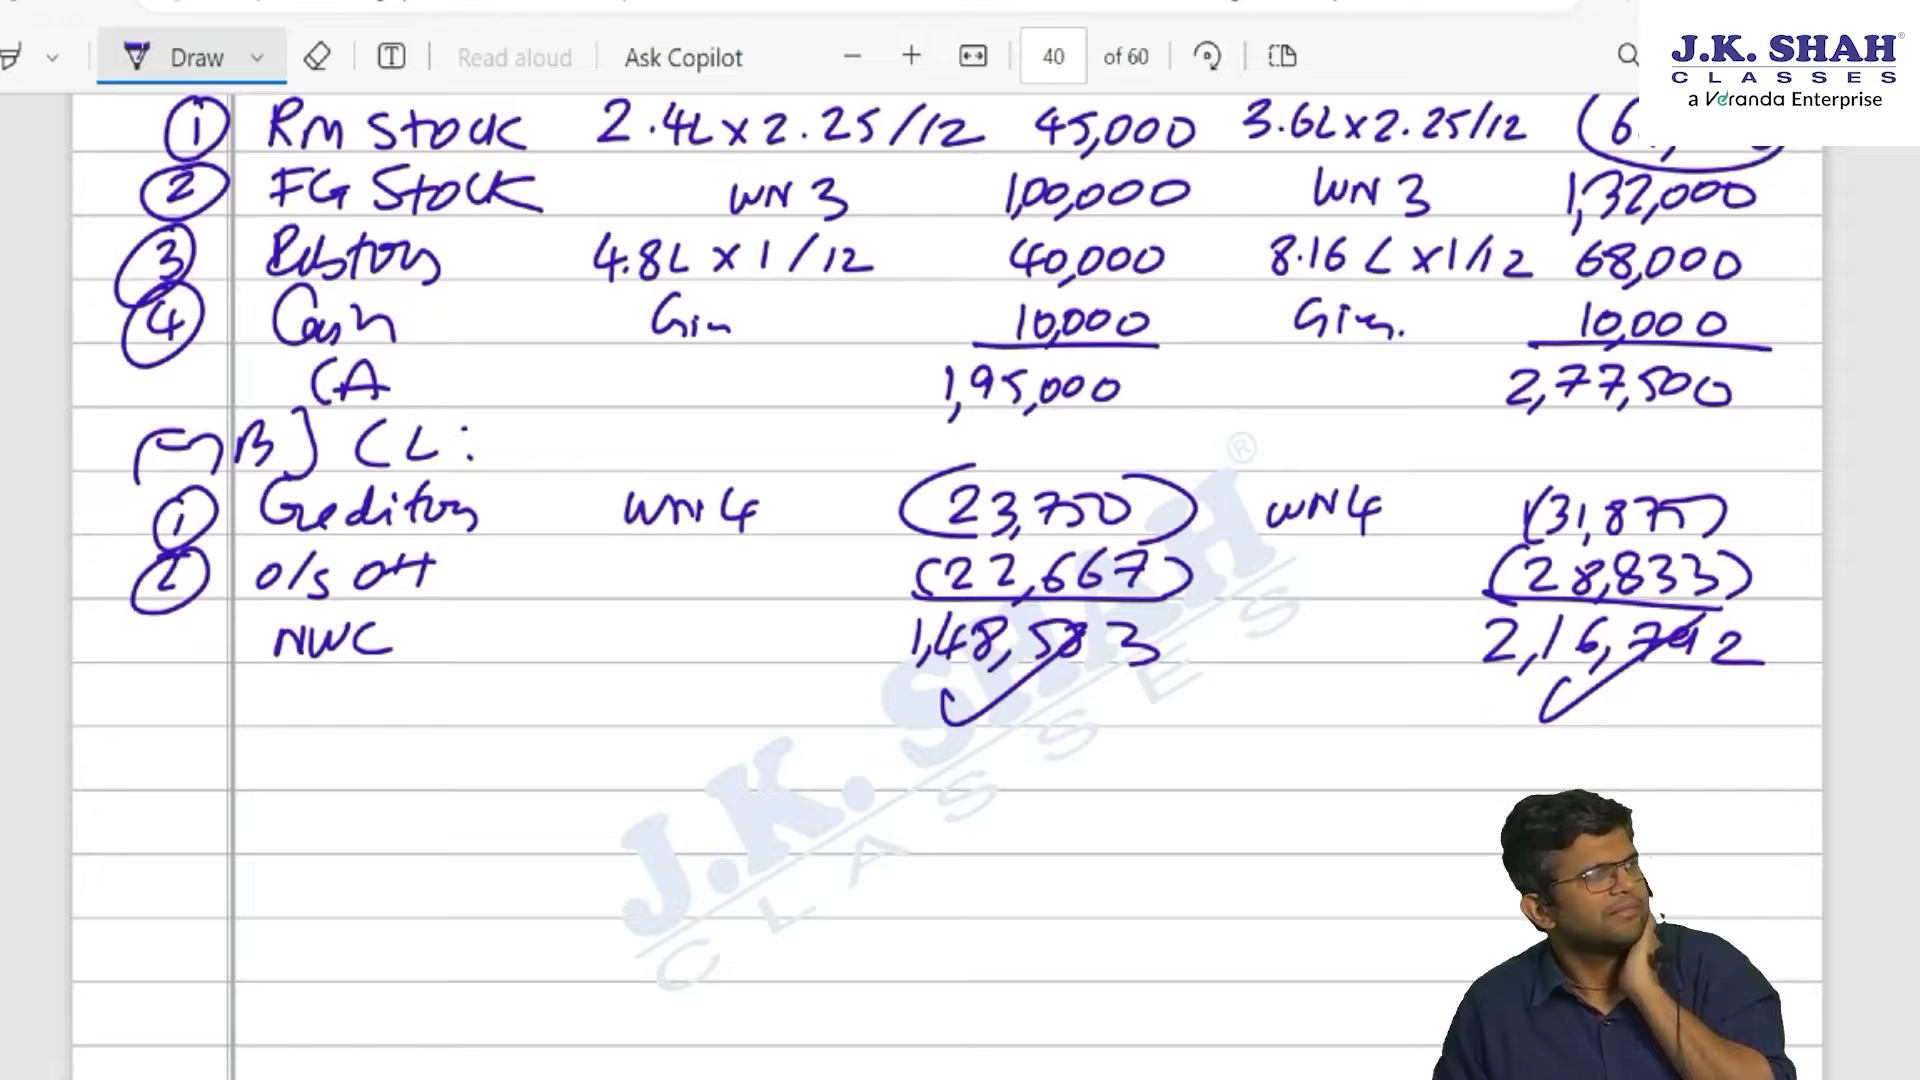 Draw
Read aloud
Ask Copilot
40 of 60
J.K. SHAH®
CLASSES
a Veranda Enterprise
① RM Stock 2.4L x 2.25/12 45,000 3.6L x 2.25/12 (6
② FG Stock WN 3 1,00,000 WN 3 1,32,000
③ 4.8L x 1/12 40,000 8.16L x 1/12 68,000
④ Cash 10,000 Given. 10,000
CA 1,95,000 2,77,500
(-) B] CL:
① Creditors WN 4 (23,750) WN 4 (31,875)
② O/S OH (22,667) (28,833)
NWC 1,48,583 2,16,792
J.K. SHAH®
CLASSES